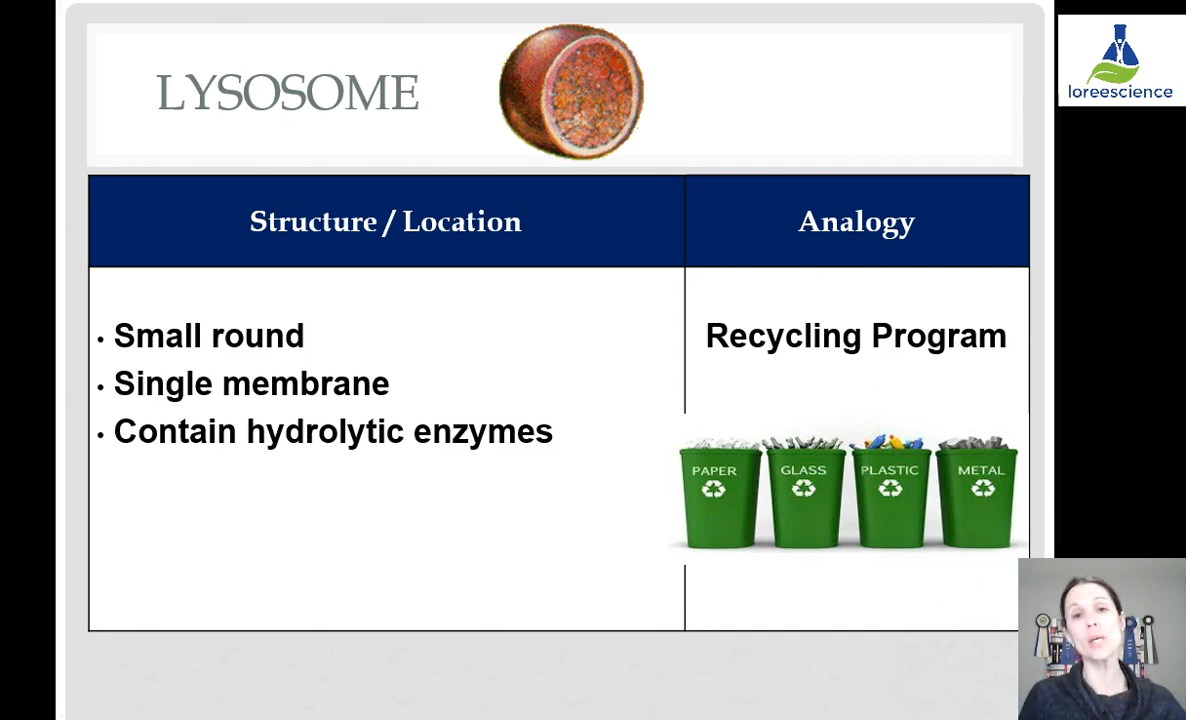 LYSOSOME
loreescience
Structure / Location
Analogy
• Small round
• Single membrane
• Contain hydrolytic enzymes
Recycling Program
PAPER
GLASS
PLASTIC
METAL